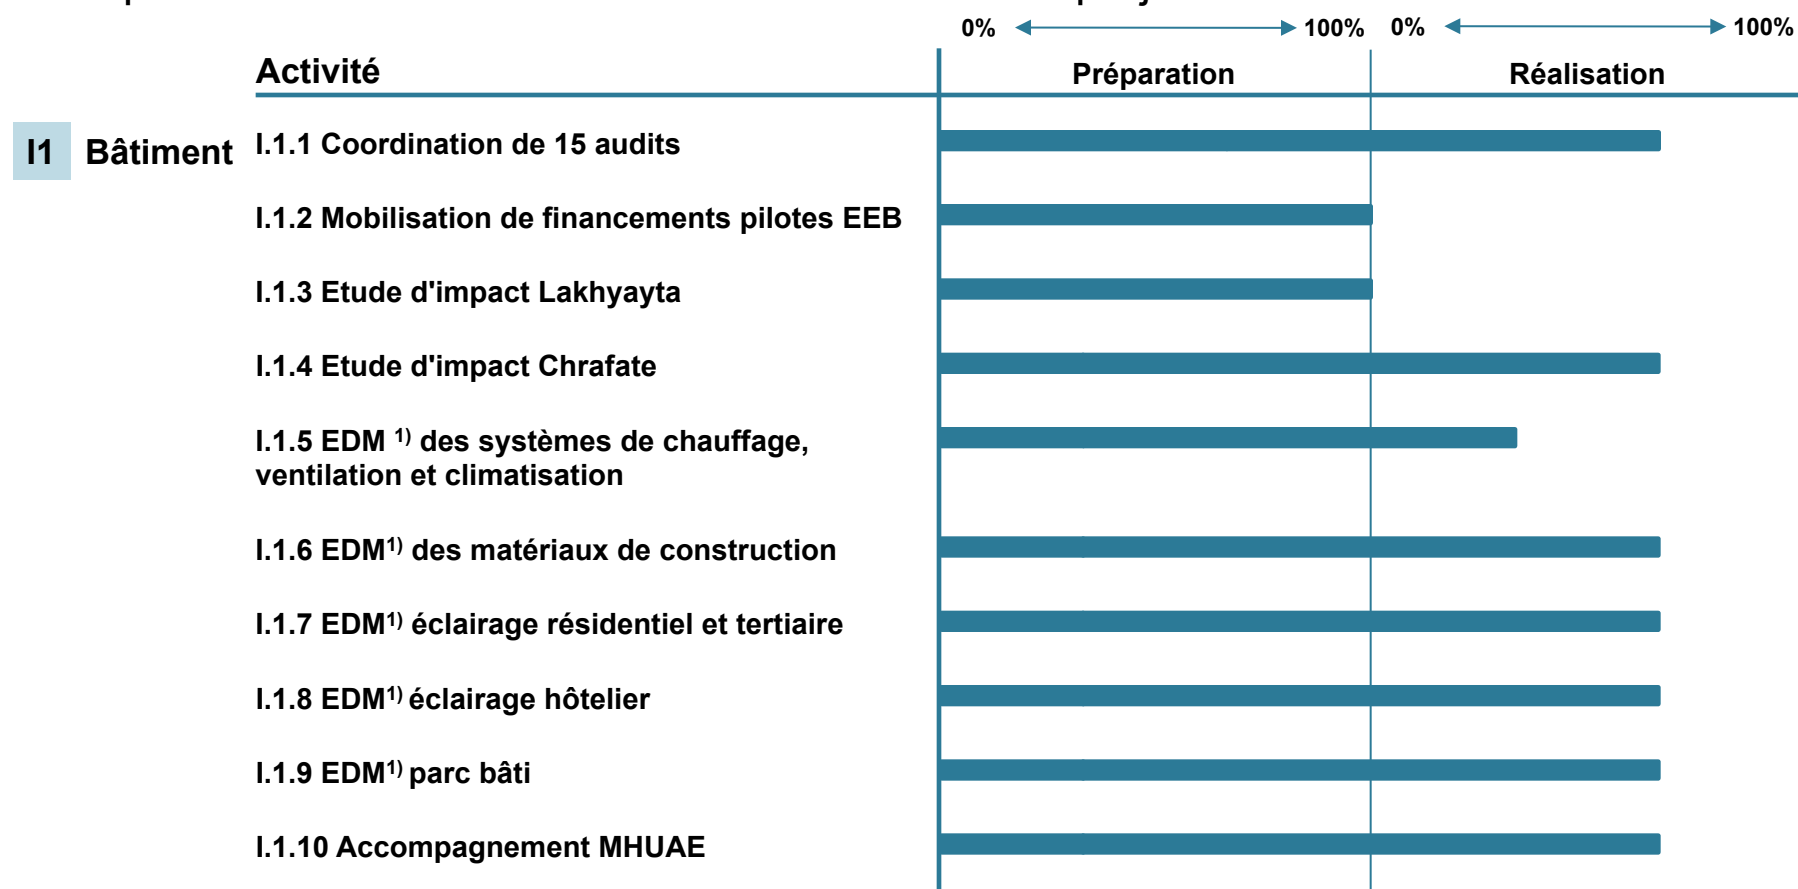 0% 100% 0% 100%
Activité Préparation Réalisation
I1 Bâtiment I.1.1 Coordination de 15 audits
I.1.2 Mobilisation de financements pilotes EEB
I.1.3 Etude d'impact Lakhyayta
I.1.4 Etude d'impact Chrafate
I.1.5 EDM 1) des systèmes de chauffage,
ventilation et climatisation
I.1.6 EDM1) des matériaux de construction
I.1.7 EDM1) éclairage résidentiel et tertiaire
I.1.8 EDM1) éclairage hôtelier
I.1.9 EDM1) parc bâti
I.1.10 Accompagnement MHUAE